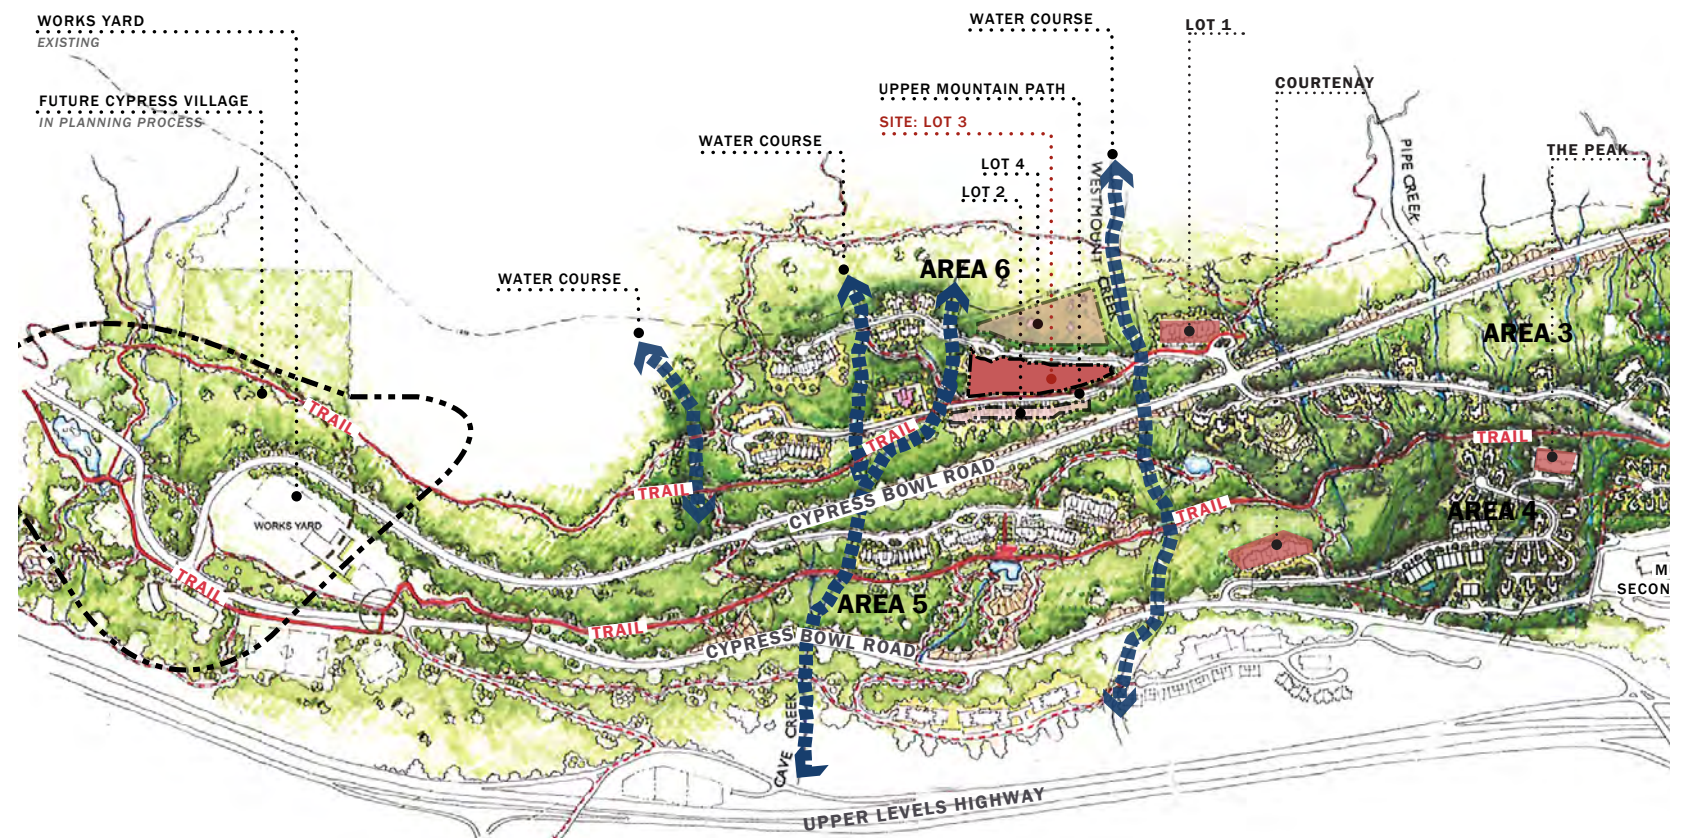 WORKS YARD
EXISTING
FUTURE CYPRESS VILLAGE
IN PLANNING PROCESS
WATER COURSE
WATER COURSE
WATER COURSE
UPPER MOUNTAIN PATH
SITE: LOT 3
LOT 4
LOT 2
LOT 1
COURTENAY
THE PEAK
PIPE CREEK
WESTMOUNT CREEK
AREA 6
AREA 3
TRAIL
TRAIL
TRAIL
TRAIL
CYPRESS BOWL ROAD
TRAIL
AREA 4
WORKS YARD
TRAIL
AREA 5
TRAIL
CYPRESS BOWL ROAD
SECON
CAVE CREEK
UPPER LEVELS HIGHWAY